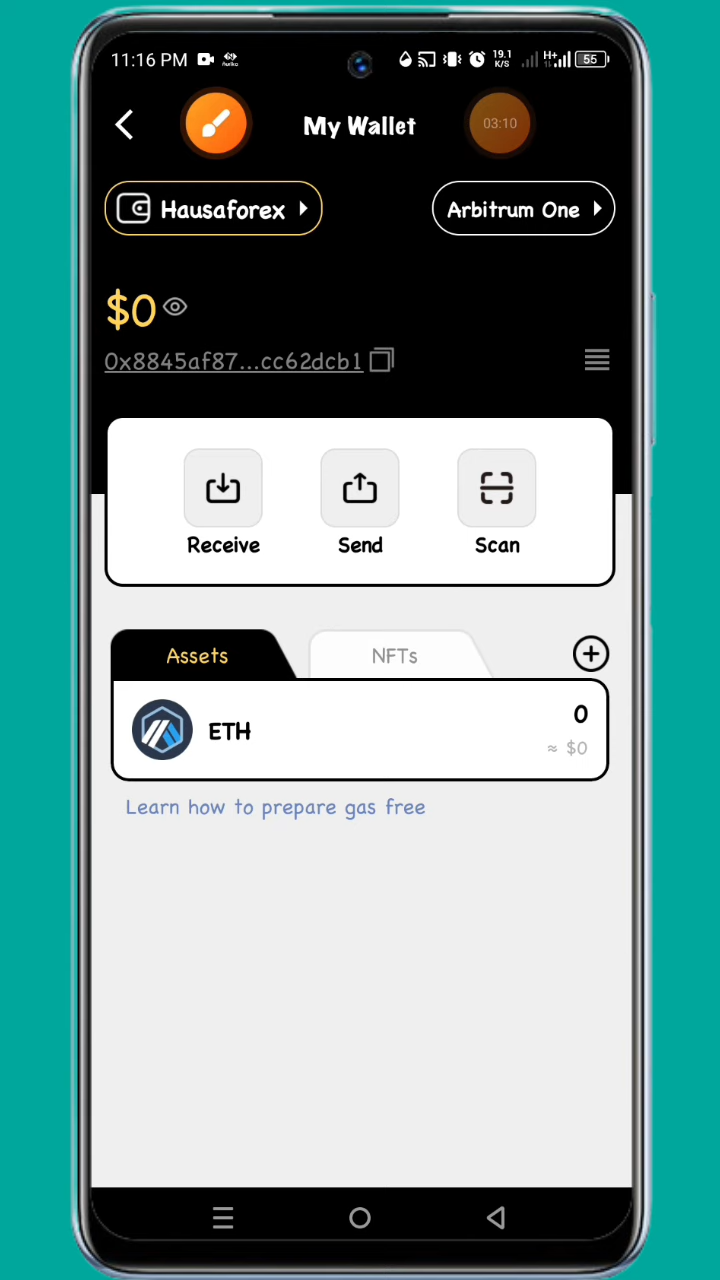 11:16 PM
19.1
K/S
H+
55
My Wallet
03:10
Hausaforex
Arbitrum One
$0
0x8845af87...cc62dcb1
Receive
Send
Scan
Assets
NFTs
ETH
0
≈ $0
Learn how to prepare gas free